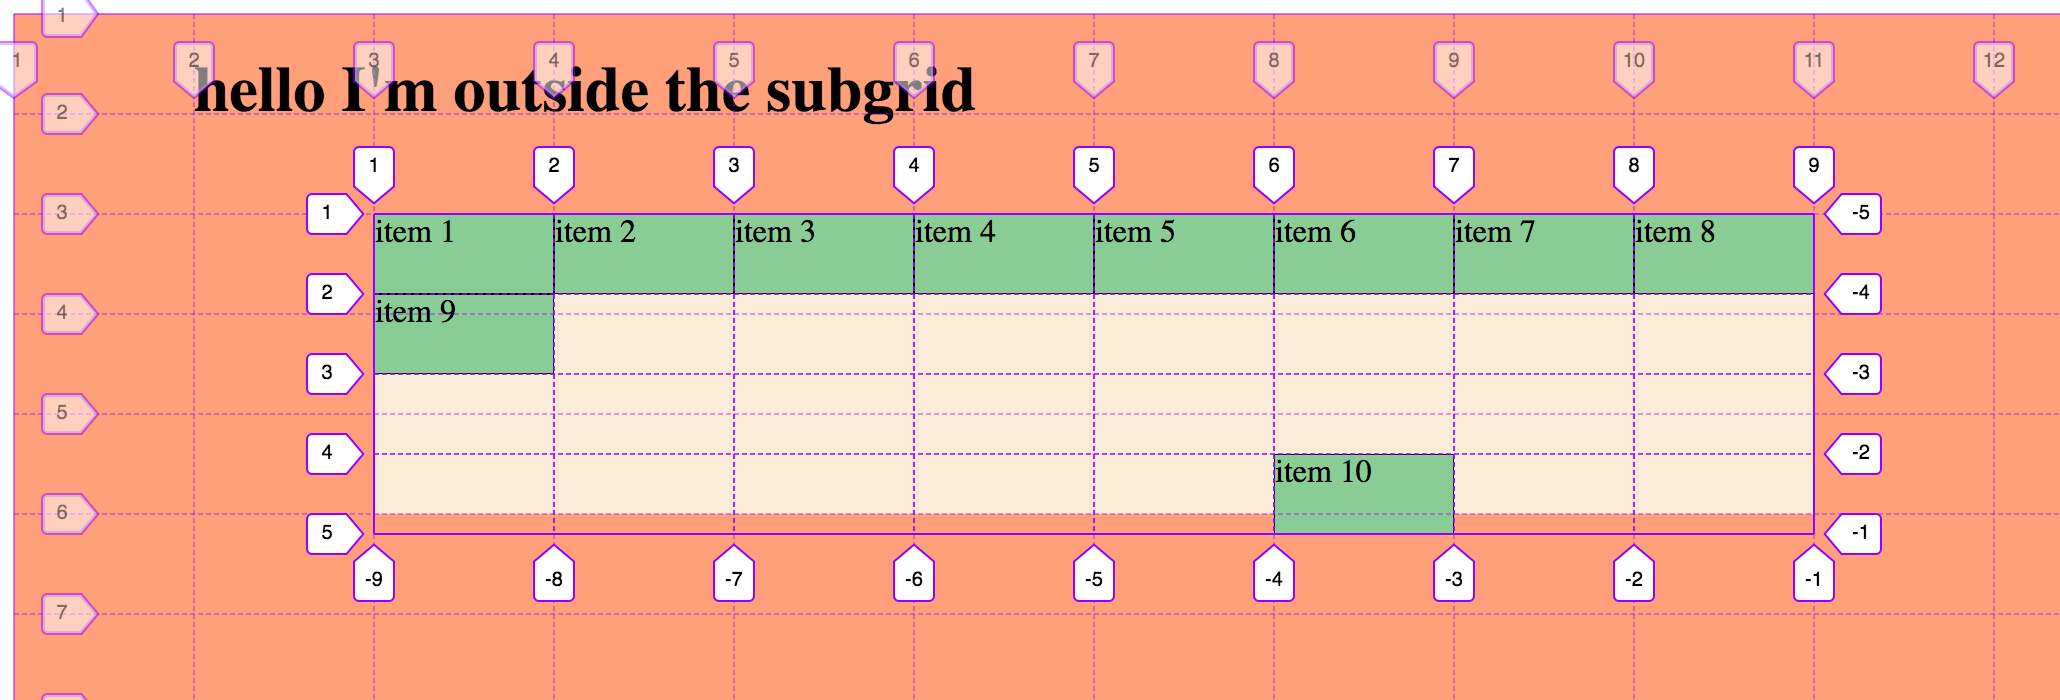 1
1 2 3 4 5 6 7 8 9 10 11 12
hello I'm outside the subgrid
2
1 2 3 4 5 6 7 8 9
3 1 item 1 item 2 item 3 item 4 item 5 item 6 item 7 item 8 -5
2 -4
4 item 9
3 -3
5
4 -2
item 10
6
5 -1
-9 -8 -7 -6 -5 -4 -3 -2 -1
7